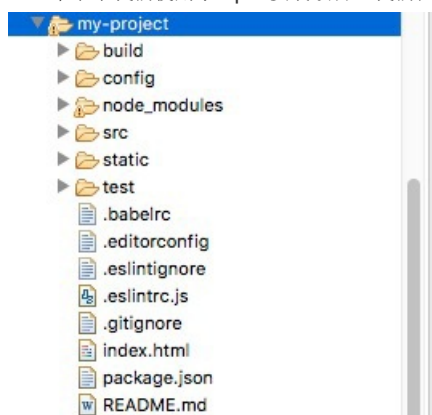 my-project
build
config
node_modules
src
static
test
.babelrc
.editorconfig
.eslintignore
.eslintrc.js
.gitignore
index.html
package.json
README.md